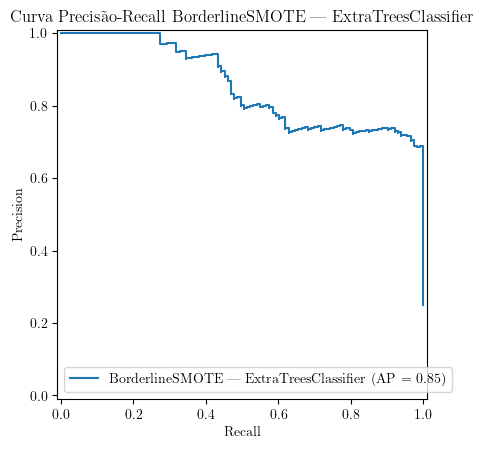 Curva Precisão-Recall BorderlineSMOTE — ExtraTreesClassifier
1.0
0.8
0.6
0.4
0.2
0.0
Precision
BorderlineSMOTE — ExtraTreesClassifier (AP = 0.85)
0.0 0.2 0.4 0.6 0.8 1.0
Recall